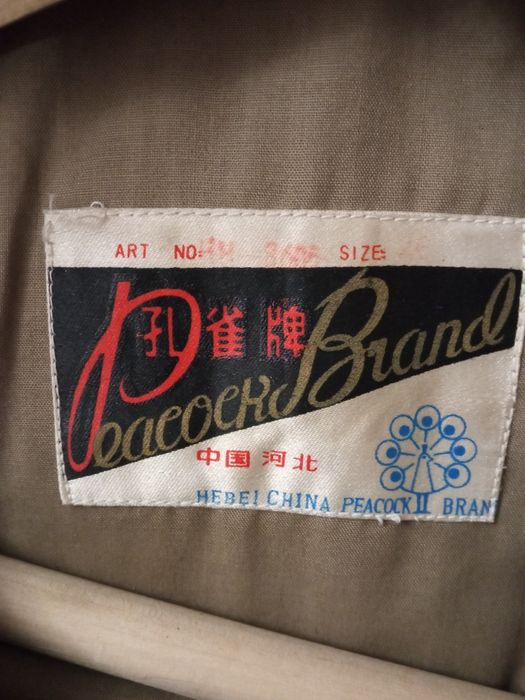 ART NO: SIZE:
孔雀牌
Peacock Brand
中国河北
HEBEI CHINA PEACOCK II BRAN